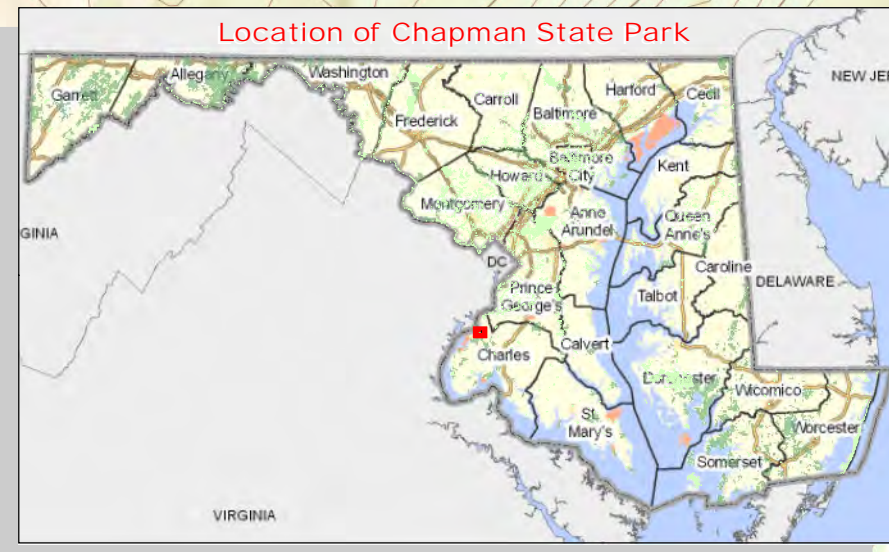 Location of Chapman State Park
NEW JE
Garrett
Allegany
Washington
Frederick
Carroll
Baltimore
Harford
Cecil
Baltimore
City
Howard
Kent
Montgomery
Anne
Arundel
Queen
Anne's
GINIA
DC
Caroline
DELAWARE
Prince
George's
Talbot
Charles
Calvert
Dorchester
Wicomico
St.
Mary's
Worcester
Somerset
VIRGINIA